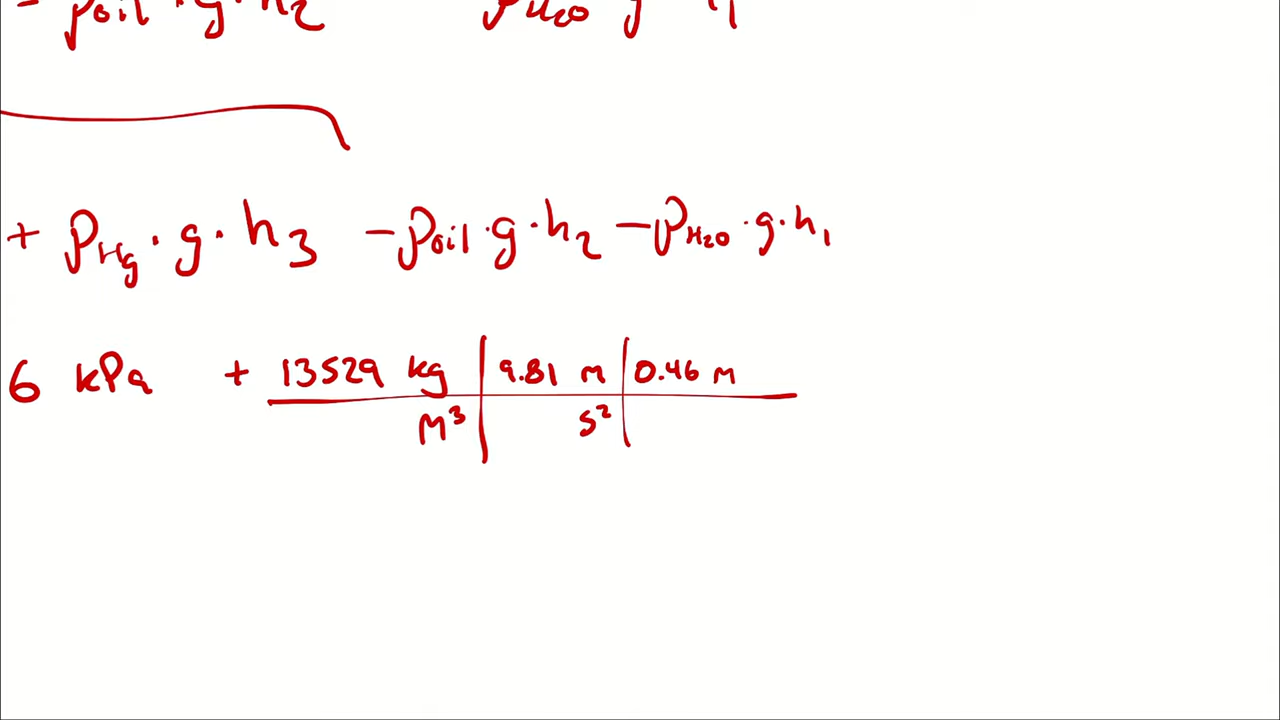 - ρoil · g · h2 ρH2O g
+ ρHg · g · h3 - ρoil · g · h2 - ρH2O · g · h1
6 kPa + 13529 kg 9.81 m 0.46 m
m³ s²